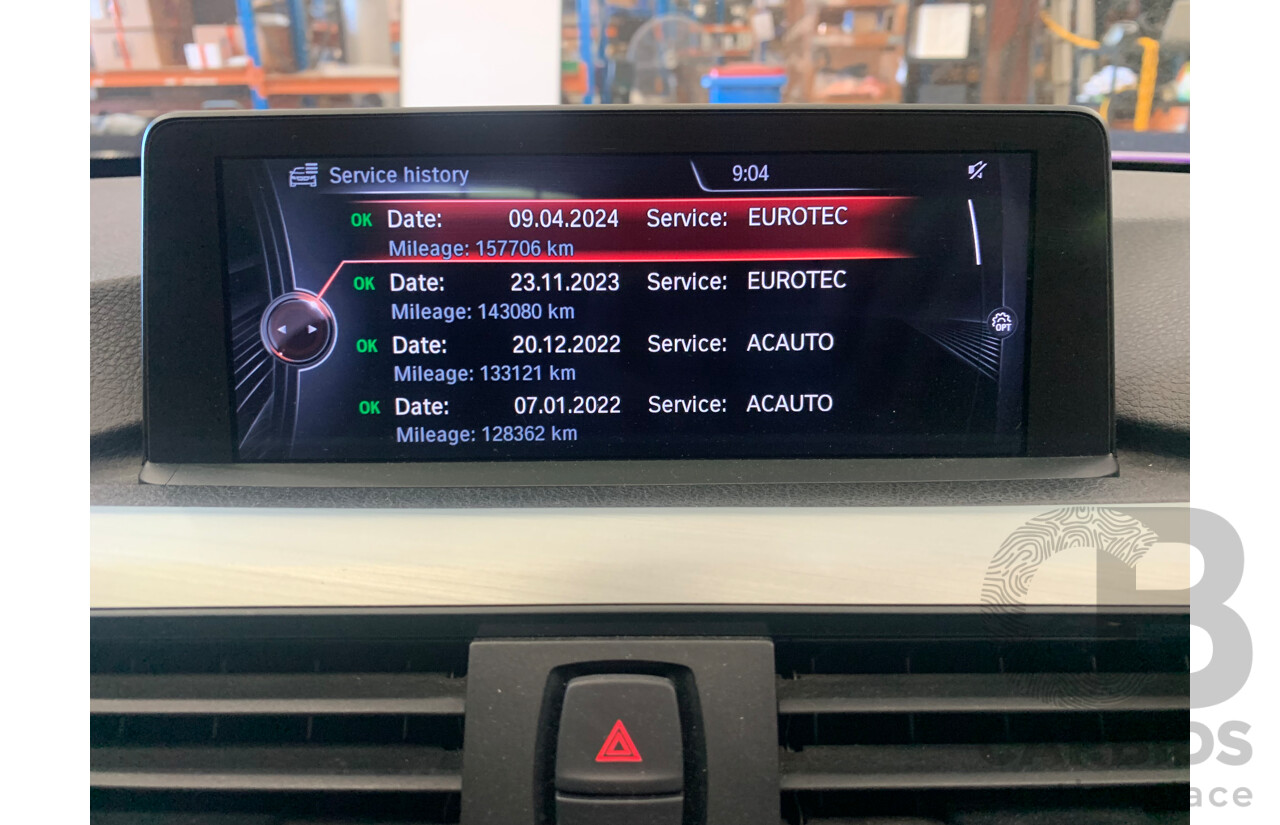 Service history 9:04
OK Date: 09.04.2024 Service: EUROTEC
Mileage: 157706 km
OK Date: 23.11.2023 Service: EUROTEC
Mileage: 143080 km
OPT
OK Date: 20.12.2022 Service: ACAUTO
Mileage: 133121 km
OK Date: 07.01.2022 Service: ACAUTO
Mileage: 128362 km